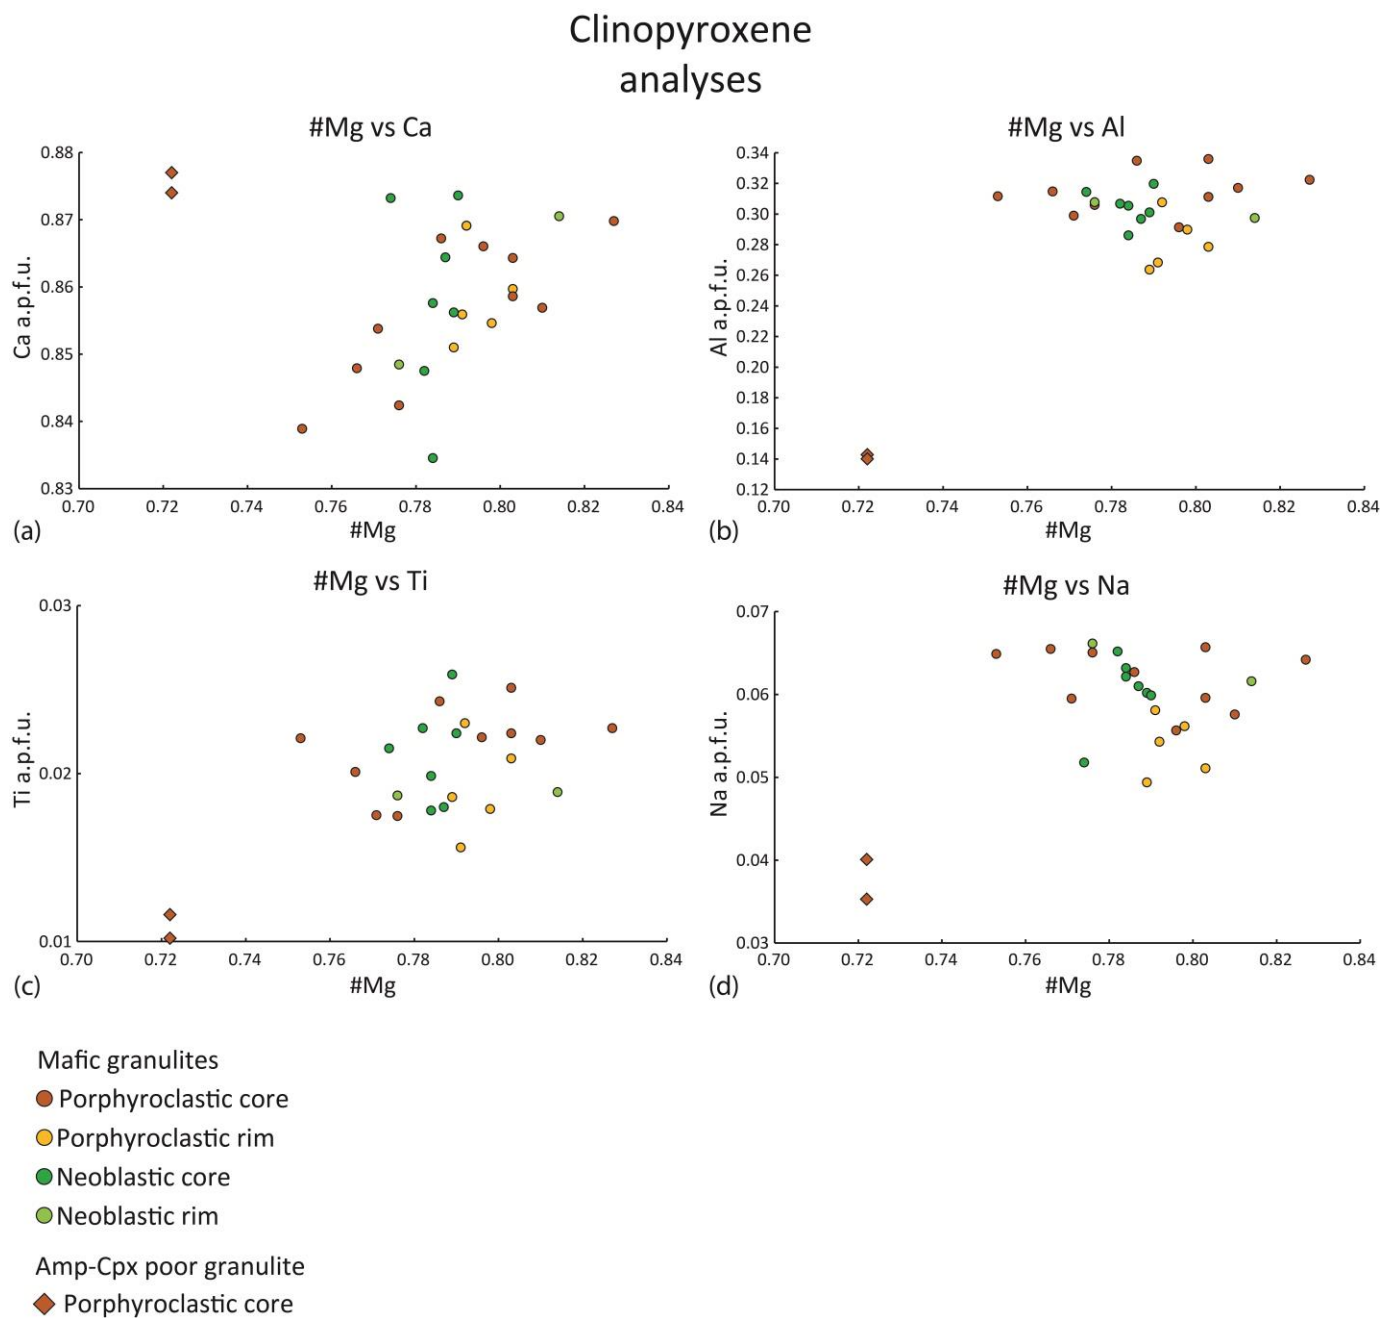 Clinopyroxene
analyses
#Mg vs Ca
0.88
0.87
0.86
0.85
0.84
0.83
Ca a.p.f.u.
0.70 0.72 0.74 0.76 0.78 0.80 0.82 0.84
#Mg
(a)
#Mg vs Al
0.34
0.32
0.30
0.28
0.26
0.24
0.22
0.20
0.18
0.16
0.14
0.12
Al a.p.f.u.
0.70 0.72 0.74 0.76 0.78 0.80 0.82 0.84
#Mg
(b)
#Mg vs Ti
0.03
0.02
0.01
Ti a.p.f.u.
0.70 0.72 0.74 0.76 0.78 0.80 0.82 0.84
#Mg
(c)
#Mg vs Na
0.07
0.06
0.05
0.04
0.03
Na a.p.f.u.
0.70 0.72 0.74 0.76 0.78 0.80 0.82 0.84
#Mg
(d)
Mafic granulites
Porphyroclastic core
Porphyroclastic rim
Neoblastic core
Neoblastic rim
Amp-Cpx poor granulite
Porphyroclastic core